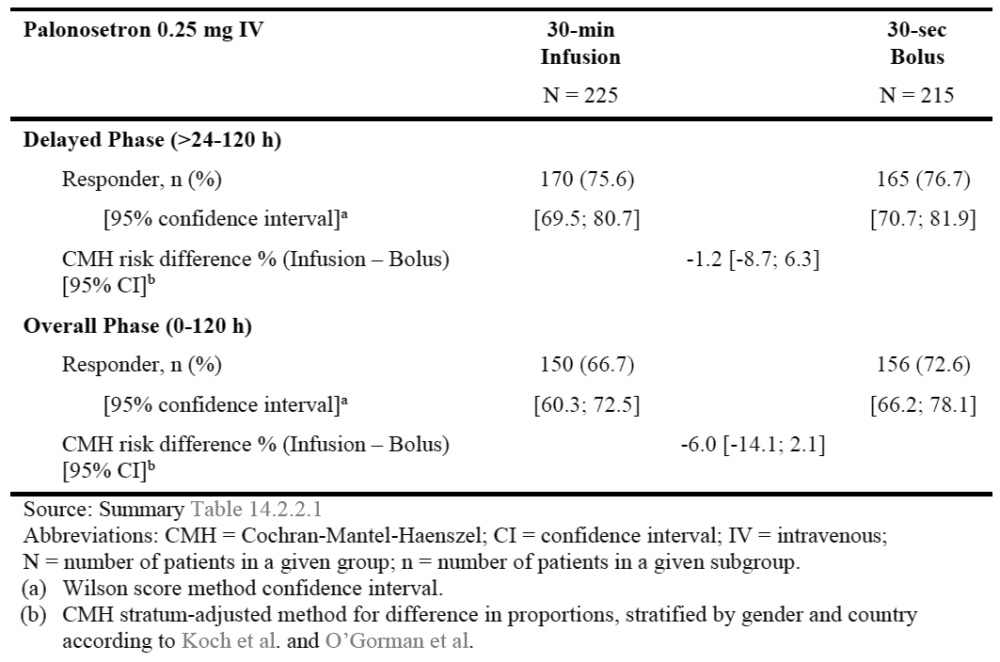 Palonosetron 0.25 mg IV 30-min 30-sec
Infusion Bolus
N = 225 N = 215
Delayed Phase (>24-120 h)
Responder, n (%) 170 (75.6) 165 (76.7)
[95% confidence interval]ᵃ [69.5; 80.7] [70.7; 81.9]
CMH risk difference % (Infusion – Bolus) -1.2 [-8.7; 6.3]
[95% CI]ᵇ
Overall Phase (0-120 h)
Responder, n (%) 150 (66.7) 156 (72.6)
[95% confidence interval]ᵃ [60.3; 72.5] [66.2; 78.1]
CMH risk difference % (Infusion – Bolus) -6.0 [-14.1; 2.1]
[95% CI]ᵇ
Source: Summary Table 14.2.2.1
Abbreviations: CMH = Cochran-Mantel-Haenszel; CI = confidence interval; IV = intravenous;
N = number of patients in a given group; n = number of patients in a given subgroup.
(a) Wilson score method confidence interval.
(b) CMH stratum-adjusted method for difference in proportions, stratified by gender and country
according to Koch et al. and O’Gorman et al.